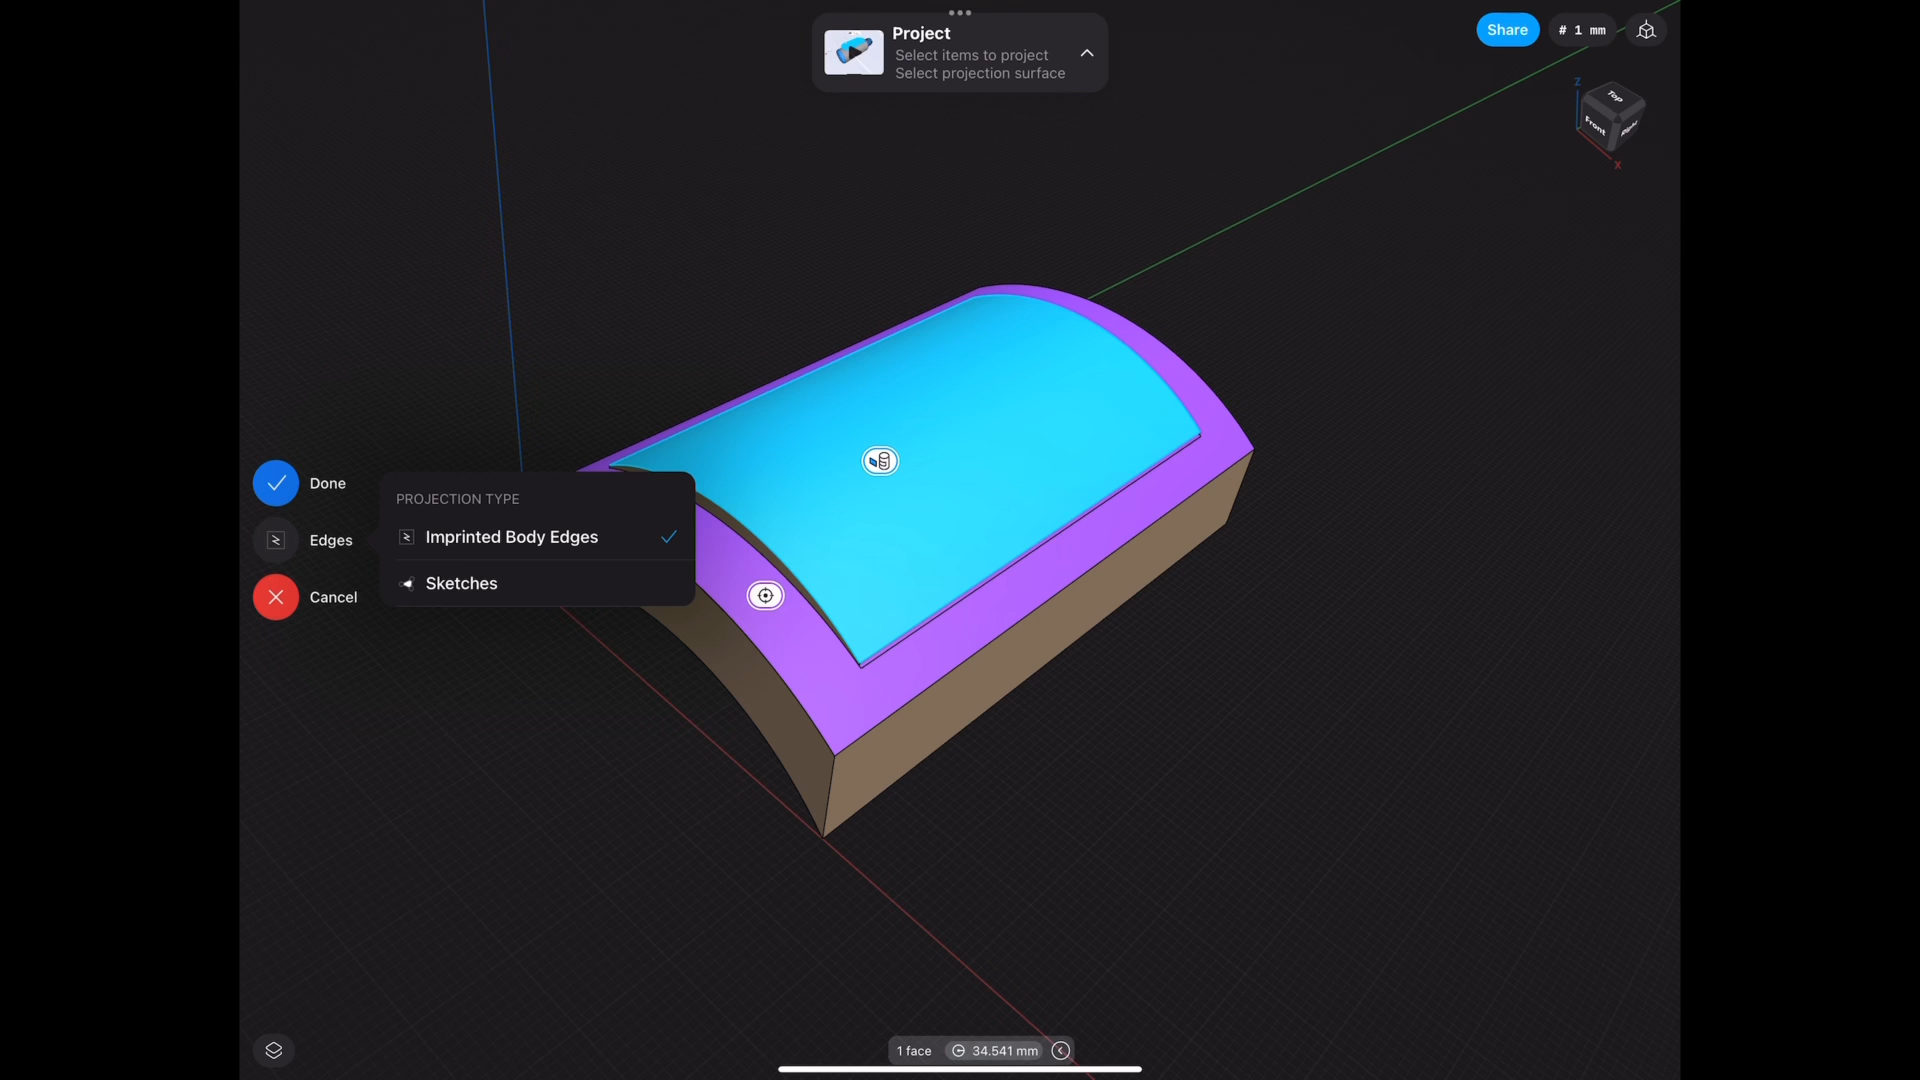 Project
Select items to project
Select projection surface
Share
# 1 mm
Z
Top
Front
Right
X
Done
PROJECTION TYPE
Imprinted Body Edges
Edges
Sketches
Cancel
1 face
34.541 mm